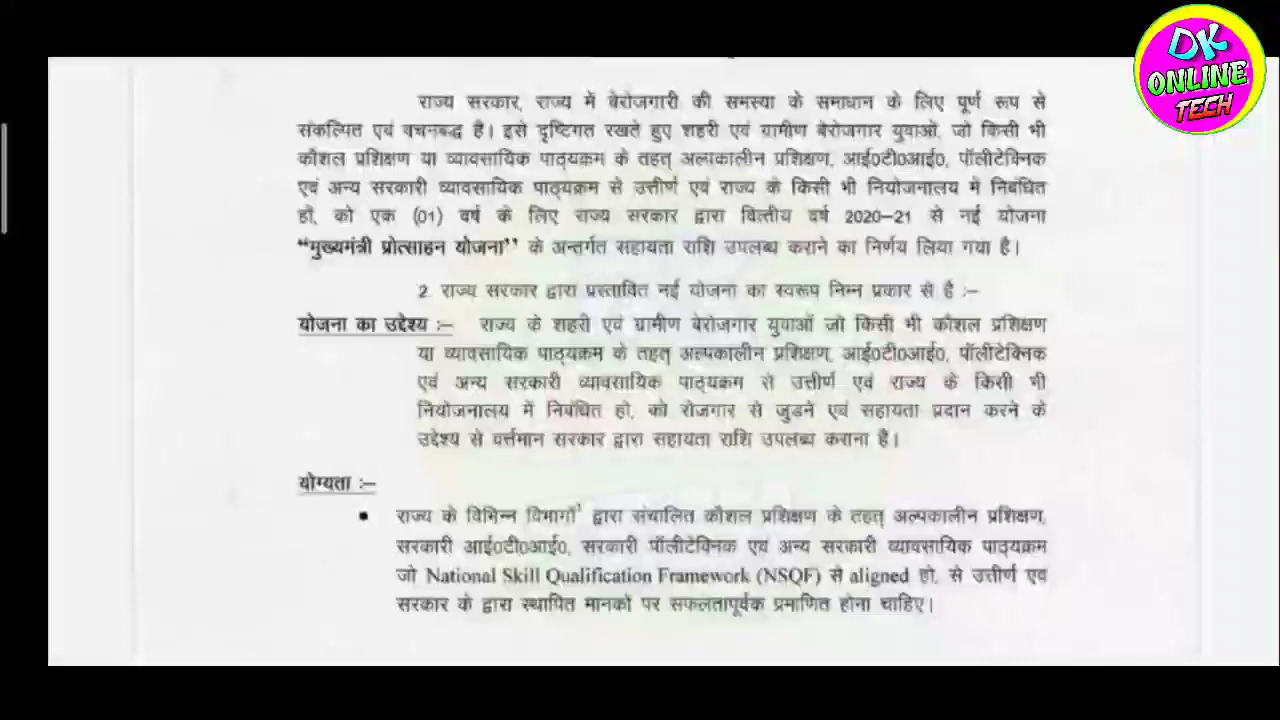 राज्य सरकार, राज्य में बेरोजगारी की समस्या के समाधान के लिए पूर्ण रूप से
संकल्पित एवं वचनबद्ध है। इसे दृष्टिगत रखते हुए शहरी एवं ग्रामीण बेरोजगार युवाओं, जो किसी भी
कौशल प्रशिक्षण या व्यावसायिक पाठ्यक्रम के तहत् अल्पकालीन प्रशिक्षण, आई0टी0आई0, पॉलीटेक्निक
एवं अन्य सरकारी व्यावसायिक पाठ्यक्रम से उत्तीर्ण एवं राज्य के किसी भी नियोजनालय में निबंधित
हों, को एक (01) वर्ष के लिए राज्य सरकार द्वारा वित्तीय वर्ष 2020-21 से नई योजना
“मुख्यमंत्री प्रोत्साहन योजना” के अन्तर्गत सहायता राशि उपलब्ध कराने का निर्णय लिया गया है।
2. राज्य सरकार द्वारा प्रस्तावित नई योजना का स्वरूप निम्न प्रकार से है :-
योजना का उद्देश्य :- राज्य के शहरी एवं ग्रामीण बेरोजगार युवाओं जो किसी भी कौशल प्रशिक्षण
या व्यावसायिक पाठ्यक्रम के तहत् अल्पकालीन प्रशिक्षण, आई0टी0आई0, पॉलीटेक्निक
एवं अन्य सरकारी व्यावसायिक पाठ्यक्रम से उत्तीर्ण एवं राज्य के किसी भी
नियोजनालय में निबंधित हो, को रोजगार से जुडने एवं सहायता प्रदान करने के
उद्देश्य से वर्त्तमान सरकार द्वारा सहायता राशि उपलब्ध कराना है।
योग्यता :-
• राज्य के विभिन्न विभागों द्वारा संचालित कौशल प्रशिक्षण के तहत् अल्पकालीन प्रशिक्षण,
सरकारी आई0टी0आई0, सरकारी पॉलीटेक्निक एवं अन्य सरकारी व्यावसायिक पाठ्यक्रम
जो National Skill Qualification Framework (NSQF) से aligned हो, से उत्तीर्ण एवं
सरकार के द्वारा स्थापित मानकों पर सफलतापूर्वक प्रमाणित होना चाहिए।
DK
ONLINE
TECH